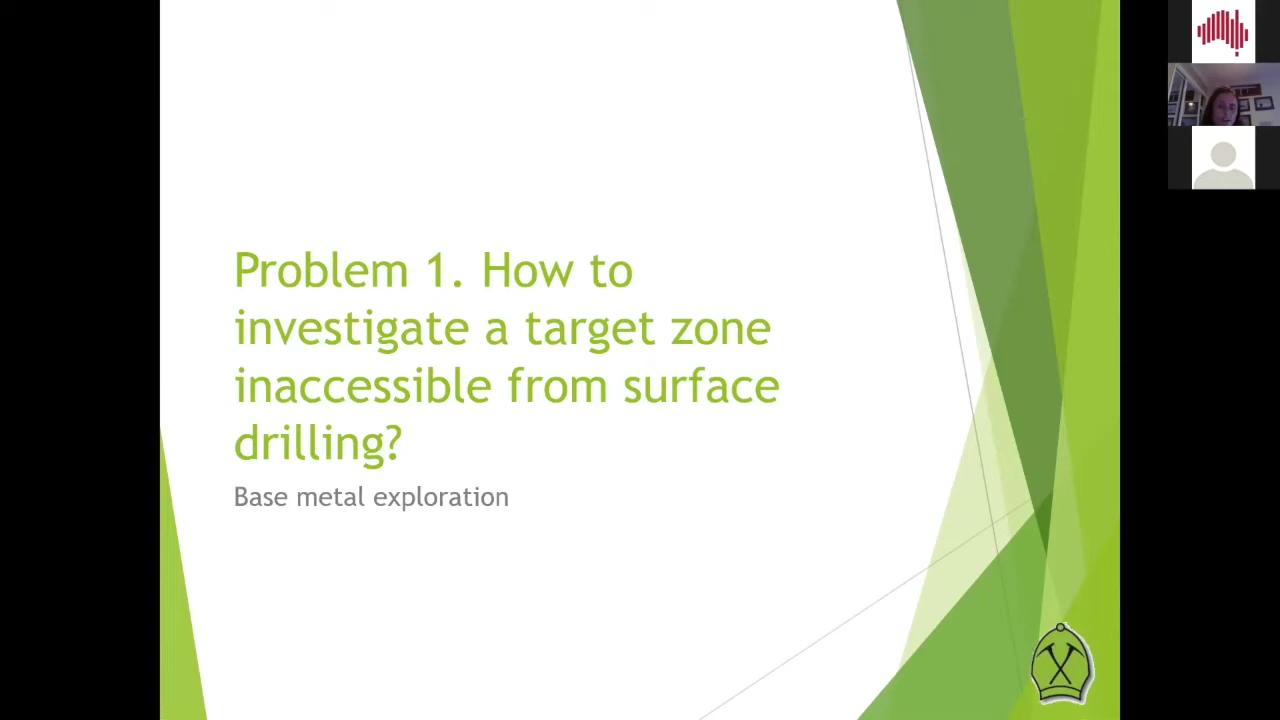 Problem 1. How to
investigate a target zone
inaccessible from surface
drilling?
Base metal exploration